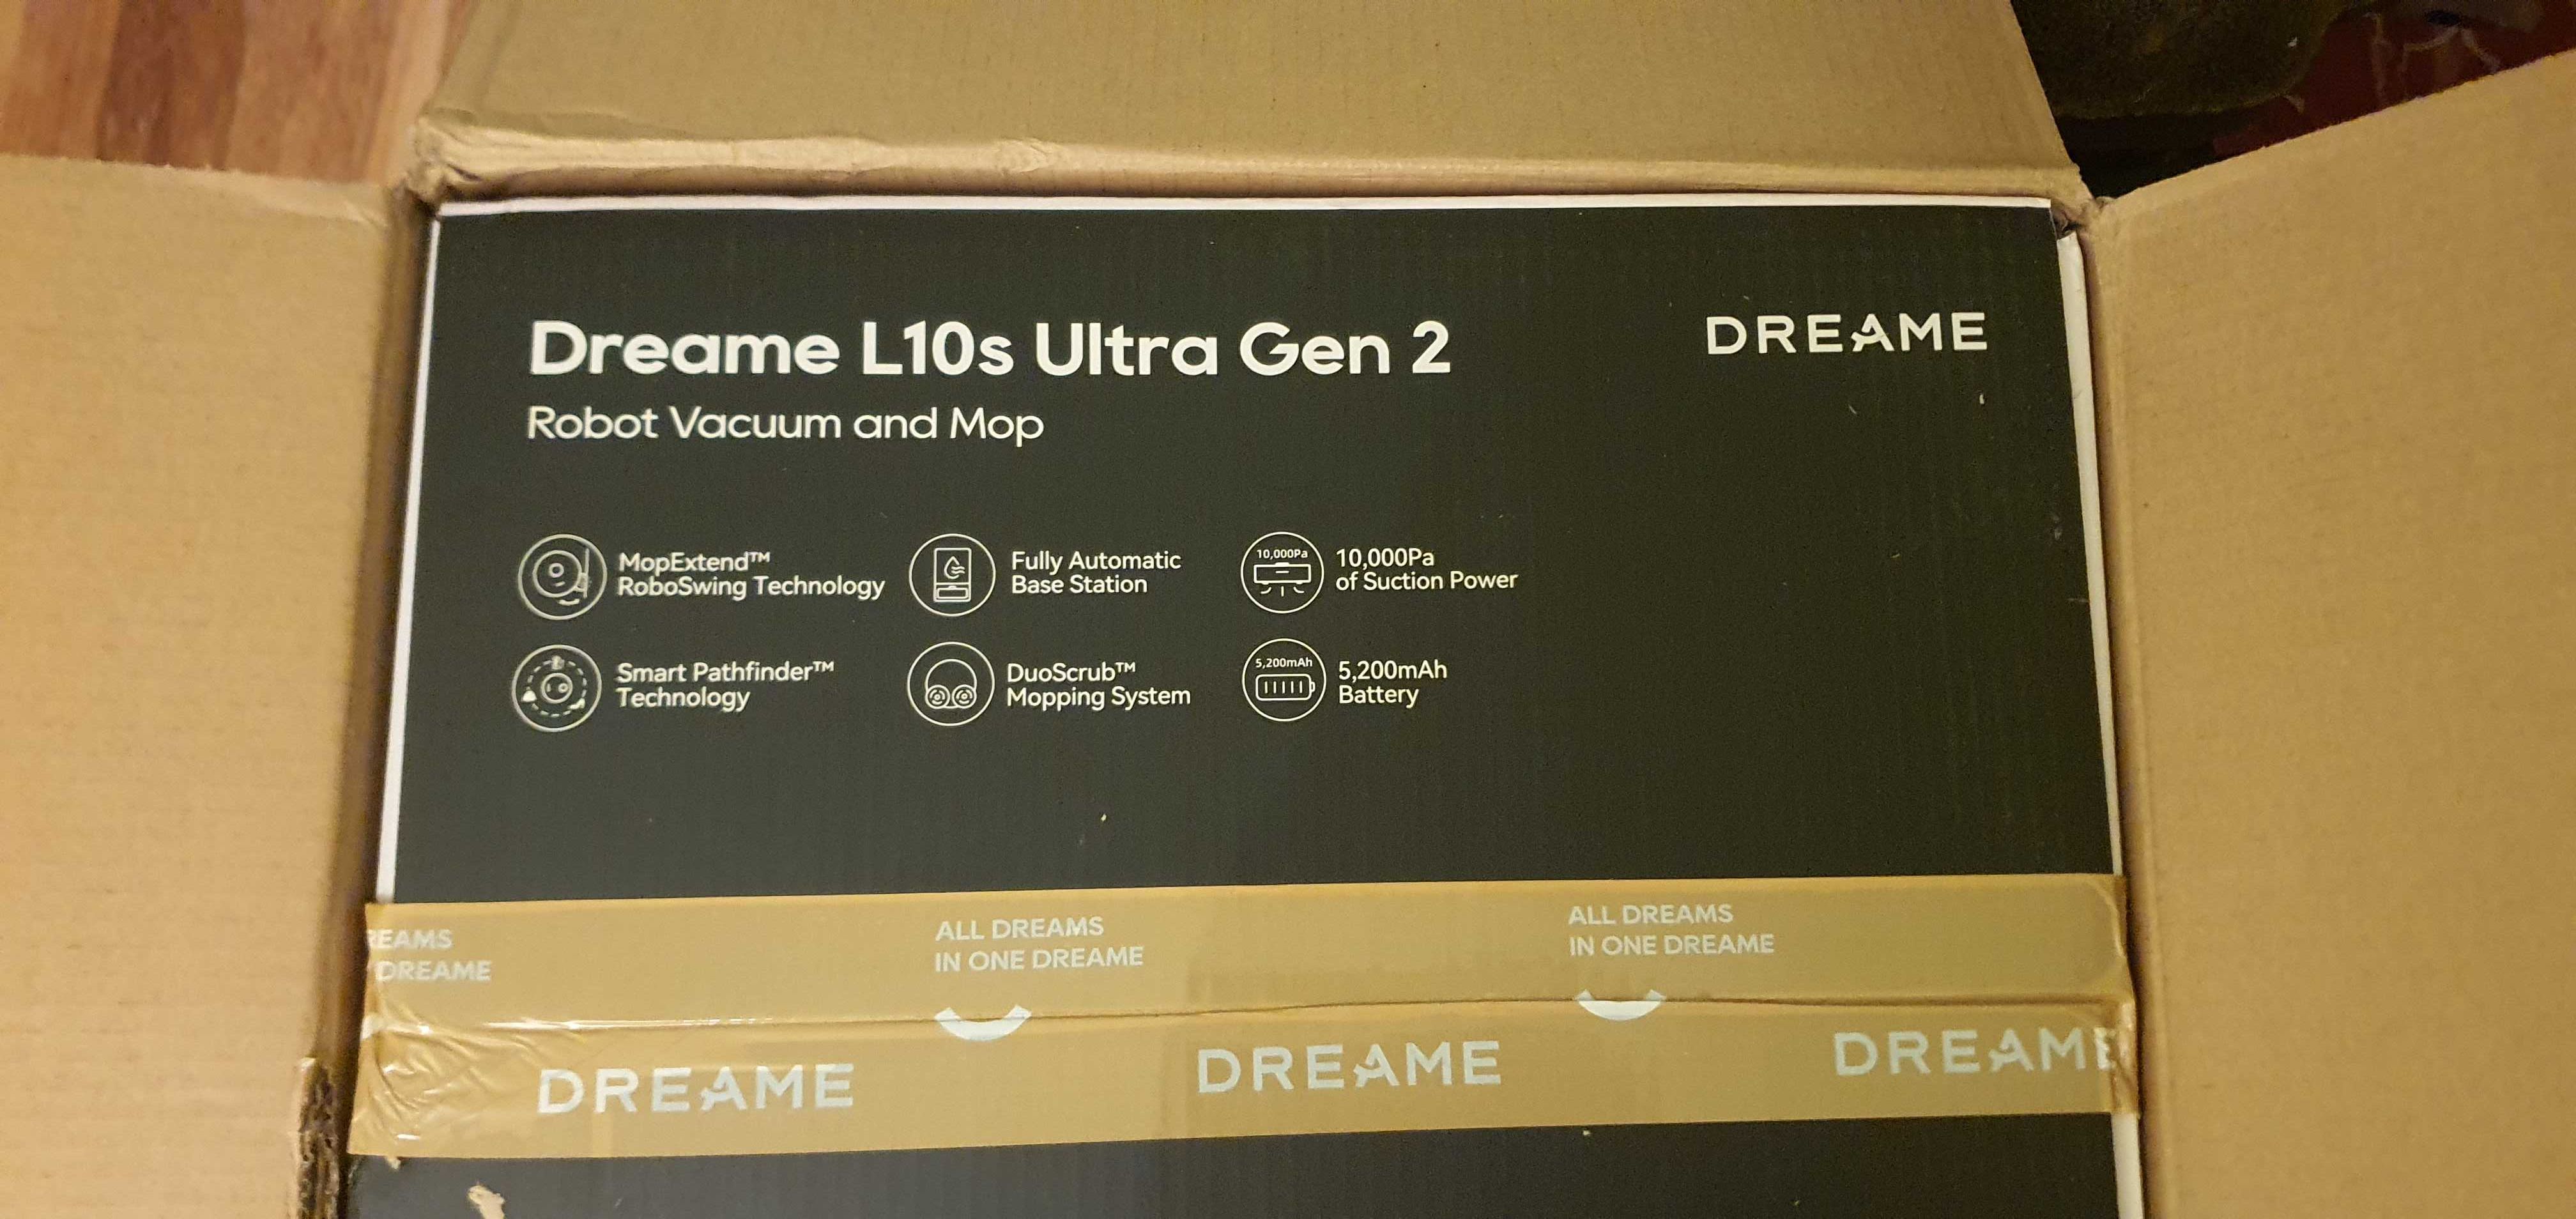 Dreame L10s Ultra Gen 2
DREAME
Robot Vacuum and Mop
MopExtend™
RoboSwing Technology
Fully Automatic
Base Station
10,000Pa
10,000Pa
of Suction Power
Smart Pathfinder™
Technology
DuoScrub™
Mopping System
5,200mAh
5,200mAh
Battery
REAMS
DREAME
ALL DREAMS
IN ONE DREAME
ALL DREAMS
IN ONE DREAME
DREAME
DREAME
DREAME